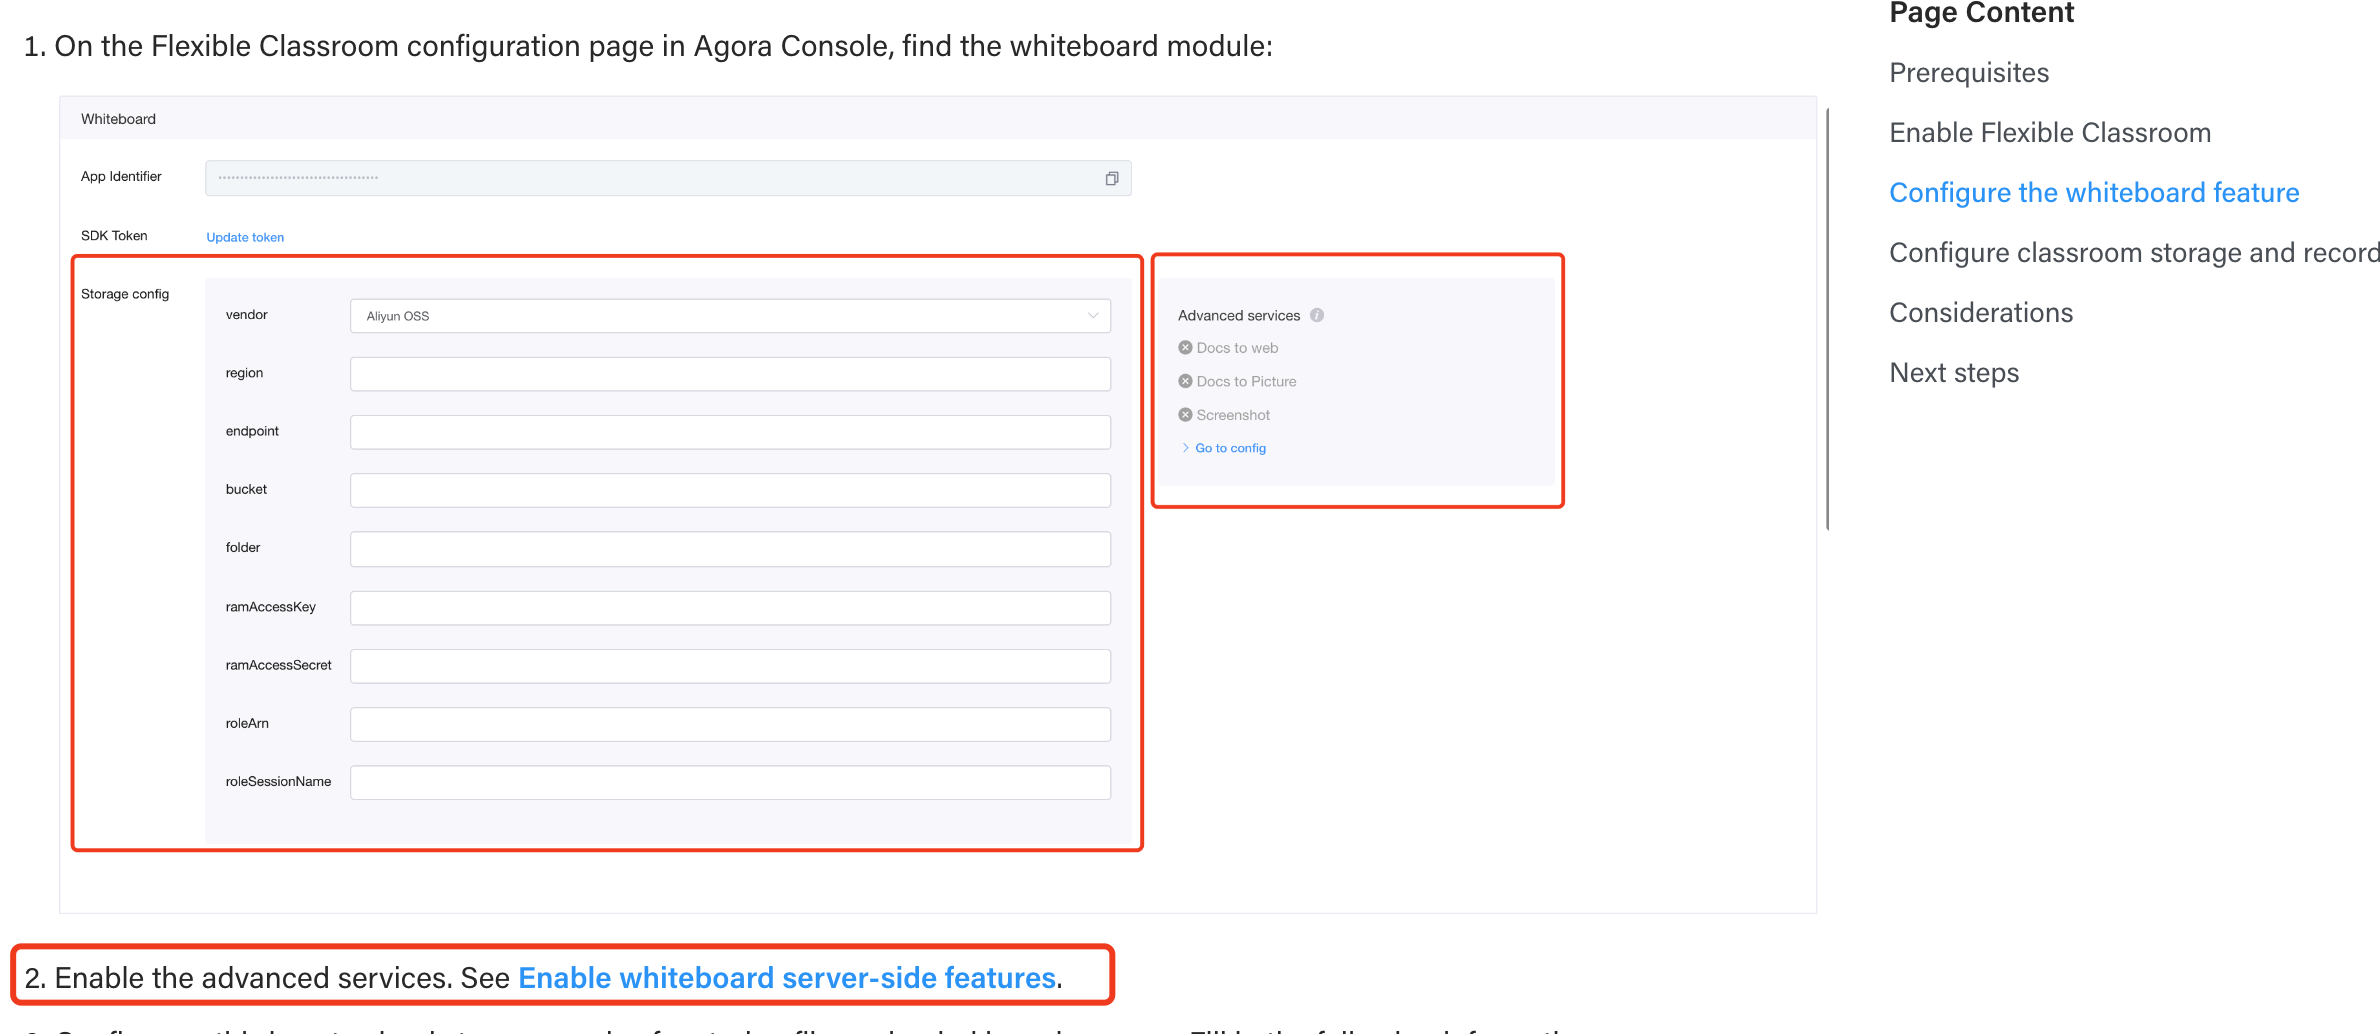 1. On the Flexible Classroom configuration page in Agora Console, find the whiteboard module:
Whiteboard
App Identifier
SDK Token Update token
Storage config
vendor Aliyun OSS
region
endpoint
bucket
folder
ramAccessKey
ramAccessSecret
roleArn
roleSessionName
Advanced services
Docs to web
Docs to Picture
Screenshot
Go to config
2. Enable the advanced services. See Enable whiteboard server-side features.
Page Content
Prerequisites
Enable Flexible Classroom
Configure the whiteboard feature
Configure classroom storage and record
Considerations
Next steps